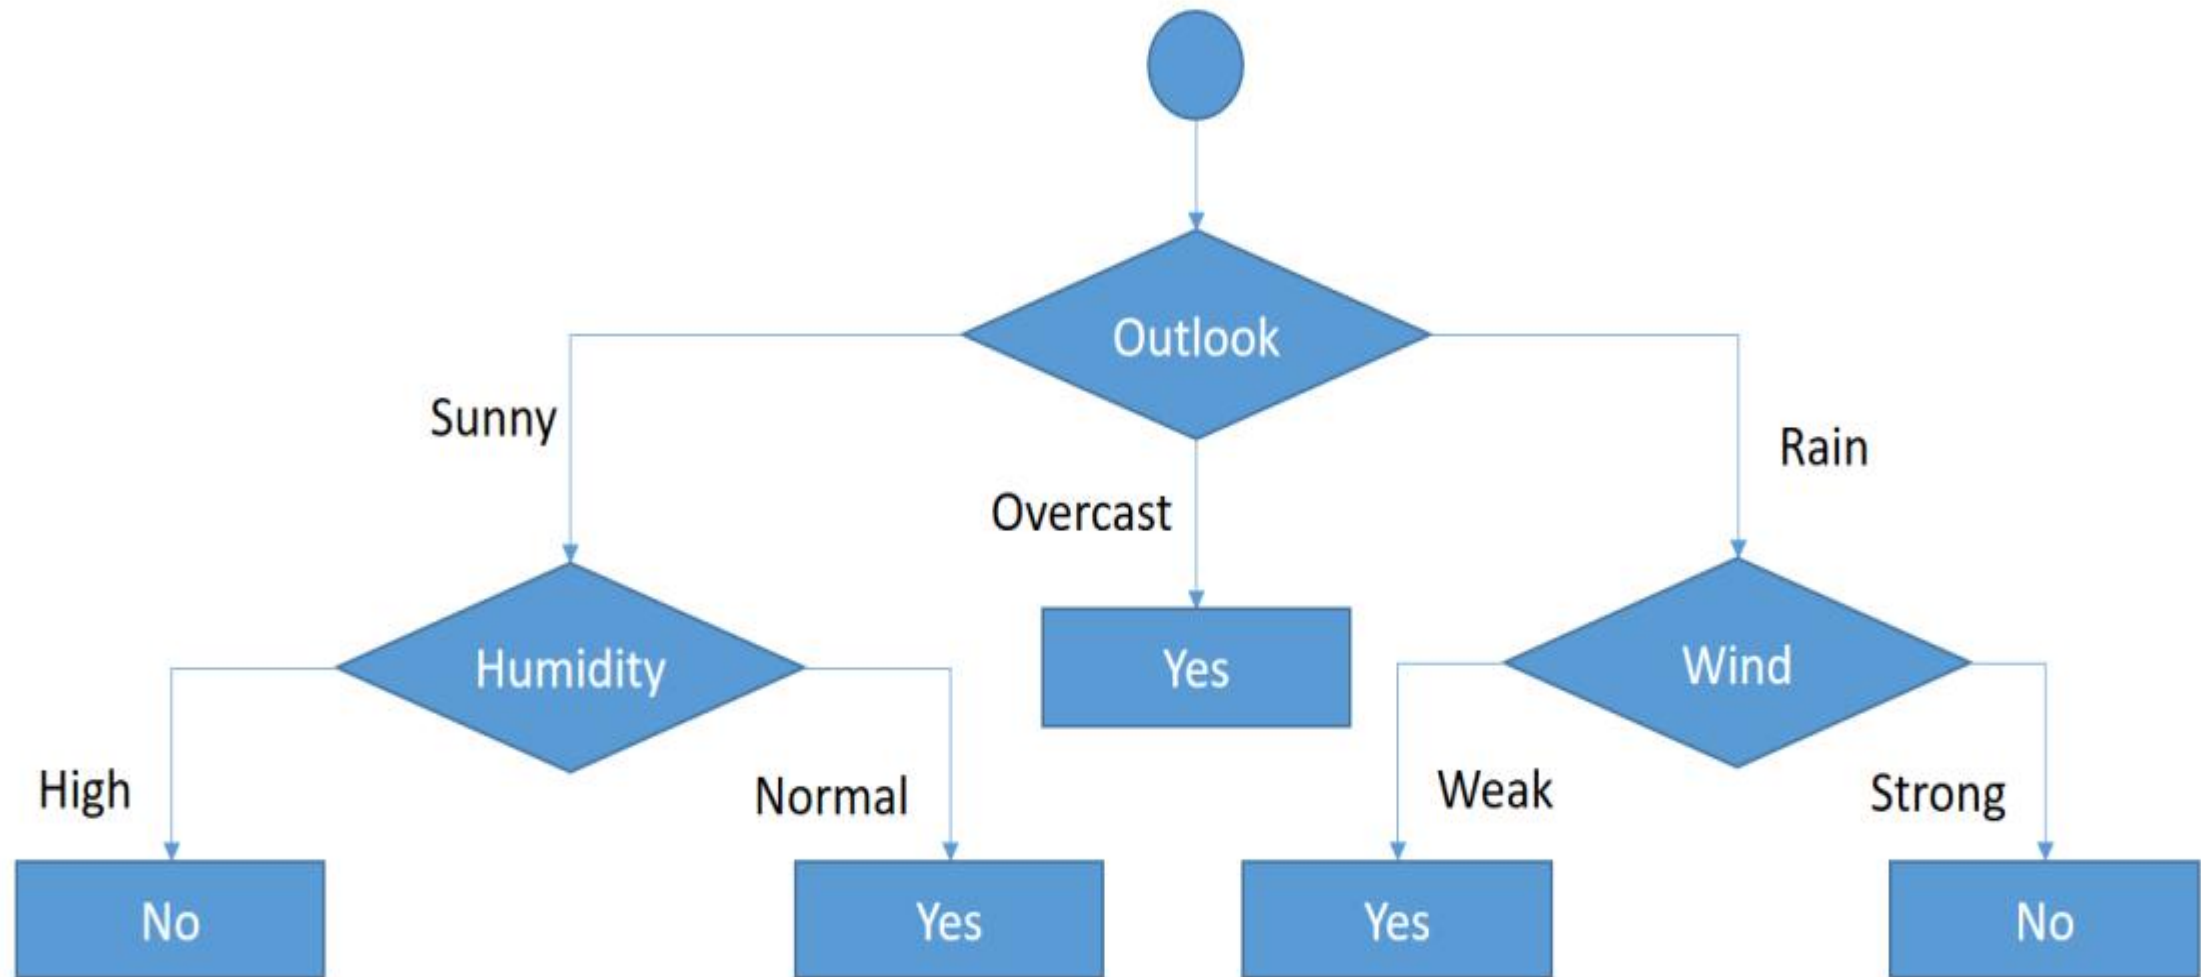 Outlook
Sunny
Rain
Overcast
Humidity
Yes
Wind
High
Normal
Weak
Strong
No
Yes
Yes
No